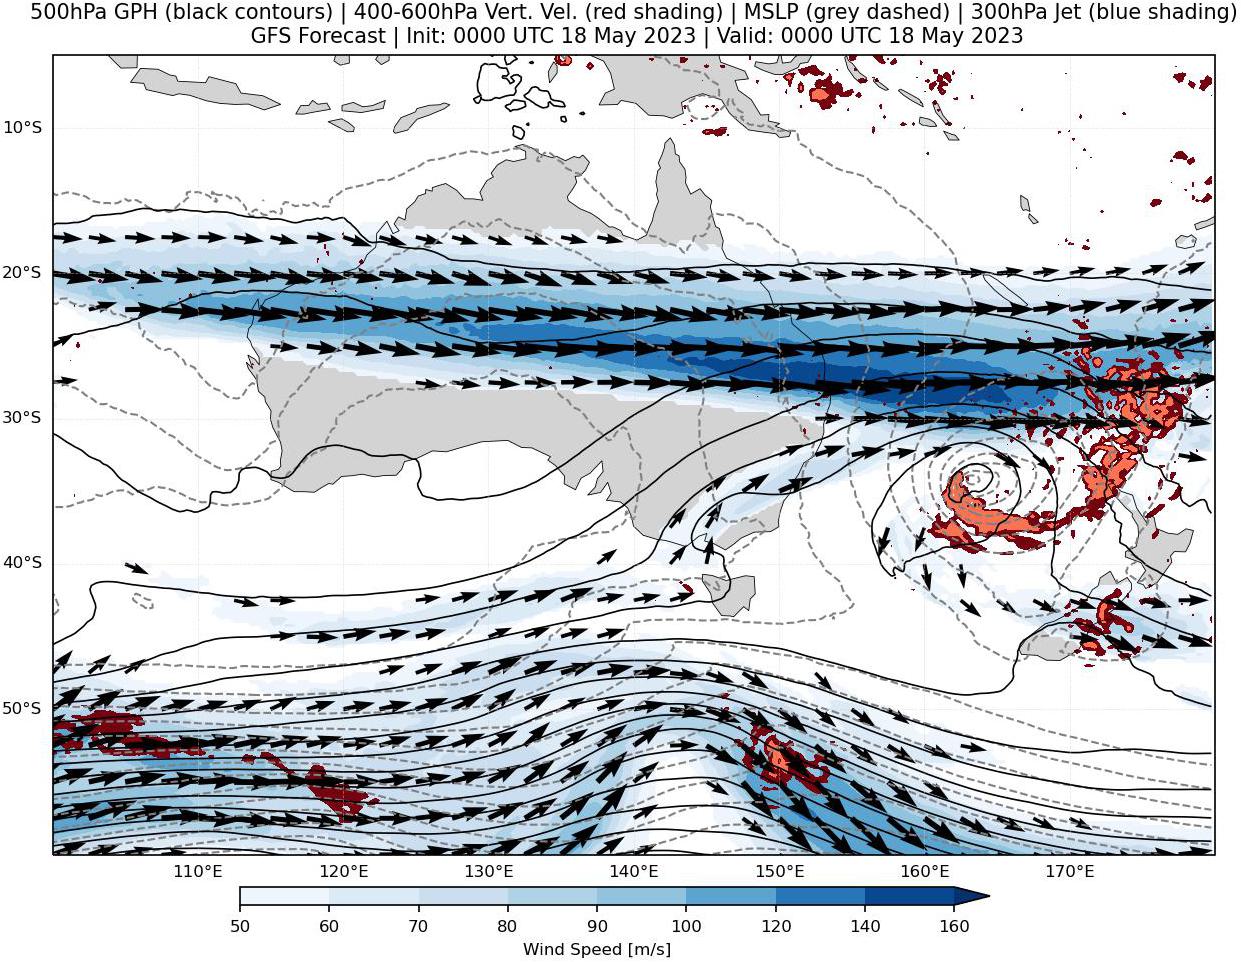 500hPa GPH (black contours) | 400-600hPa Vert. Vel. (red shading) | MSLP (grey dashed) | 300hPa Jet (blue shading)
GFS Forecast | Init: 0000 UTC 18 May 2023 | Valid: 0000 UTC 18 May 2023
10°S
20°S
30°S
40°S
50°S
110°E 120°E 130°E 140°E 150°E 160°E 170°E
50 60 70 80 90 100 120 140 160
Wind Speed [m/s]